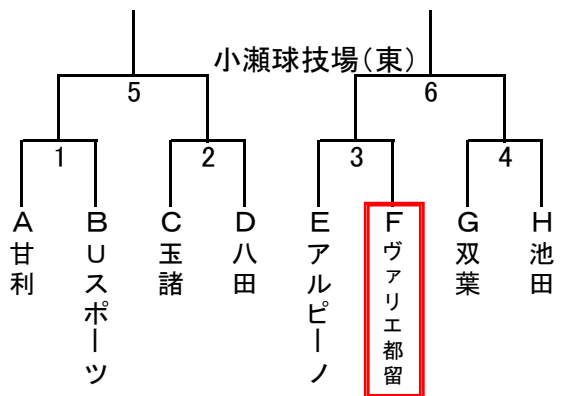 小瀬球技場（東）
5
6
1
2
3
4
A 甘利
B Uスポーツ
C 玉諸
D 八田
E アルピーノ
F ヴァリエ都留
G 双葉
H 池田